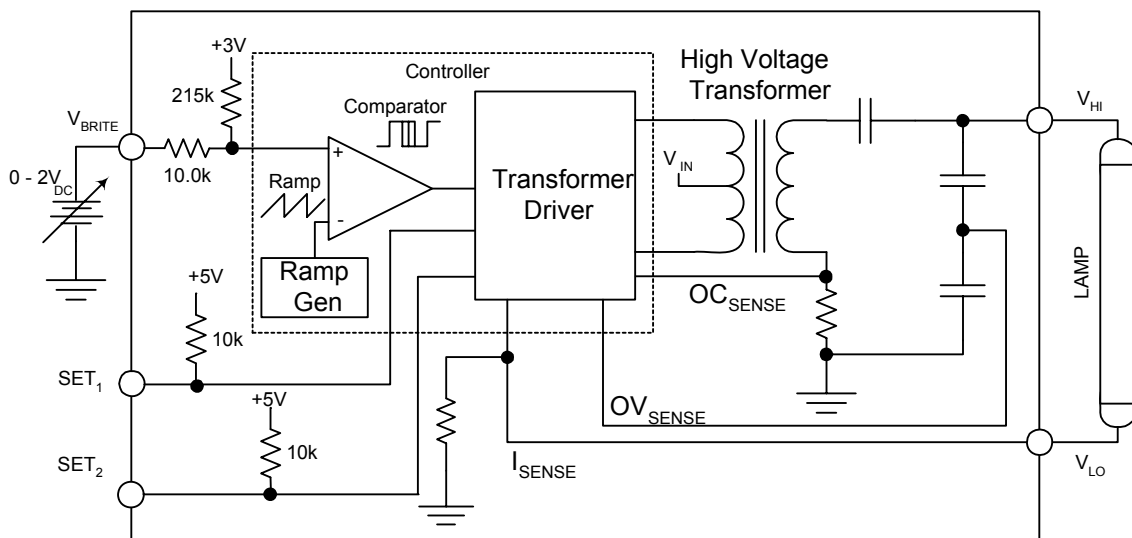 +3V
Controller
215k
Comparator
High Voltage
Transformer
V_BRITE
10.0k
+
-
Ramp
Ramp
Gen
Transformer
Driver
V_IN
V_HI
0 - 2V_DC
+5V
10k
OC_SENSE
LAMP
SET_1
+5V
10k
OV_SENSE
SET_2
I_SENSE
V_LO